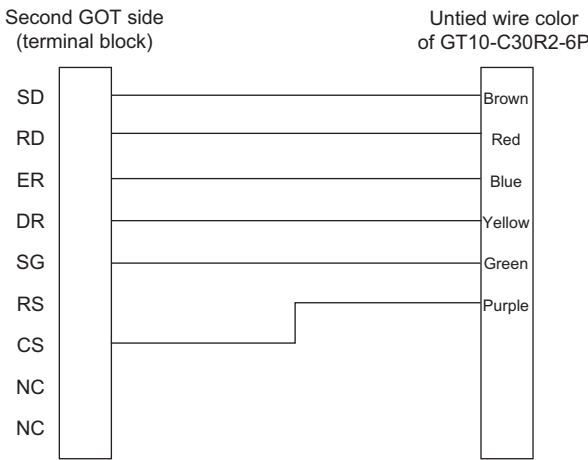 Second GOT side
(terminal block)
Untied wire color
of GT10-C30R2-6P
SD
Brown
RD
Red
ER
Blue
DR
Yellow
SG
Green
RS
Purple
CS
NC
NC